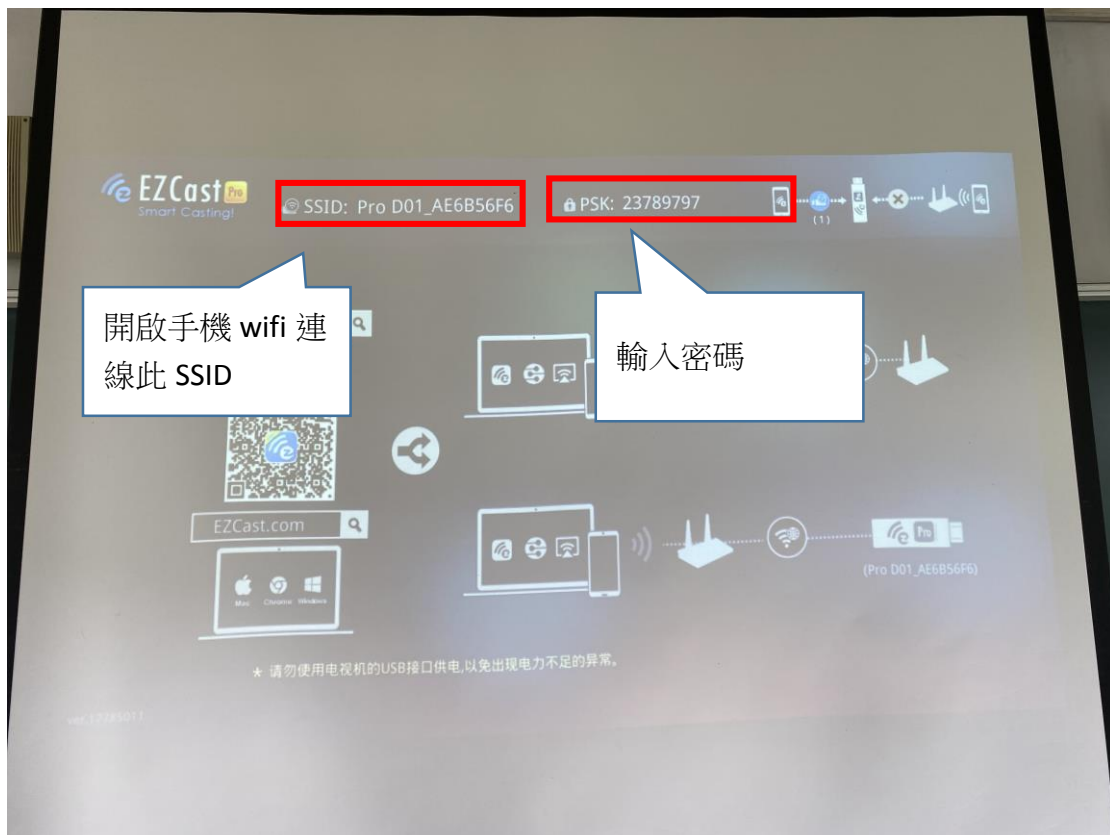 EZCast Pro
Smart Casting!
SSID: Pro D01_AE6B56F6
PSK: 23789797
(1)
開啟手機 wifi 連
線此 SSID
輸入密碼
EZCast.com
Mac Chrome Windows
Pro
(Pro D01_AE6B56F6)
* 请勿使用电视机的USB接口供电,以免出现电力不足的异常。